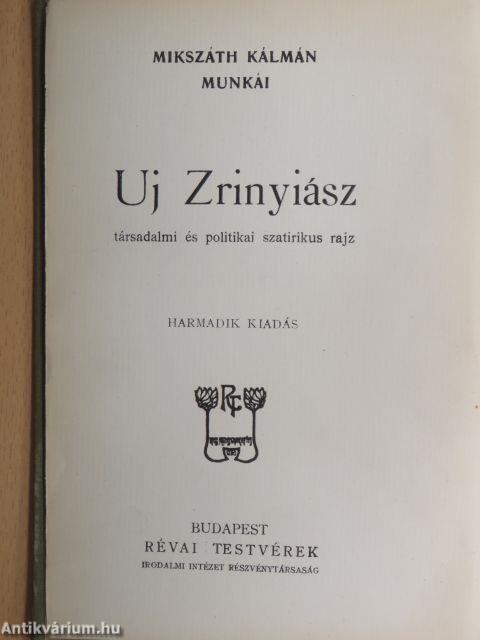 MIKSZÁTH KÁLMÁN
MUNKÁI
Uj Zrinyiász
társadalmi és politikai szatirikus rajz
HARMADIK KIADÁS
BUDAPEST
RÉVAI TESTVÉREK
IRODALMI INTÉZET RÉSZVÉNYTÁRSASÁG
Antikvárium.hu